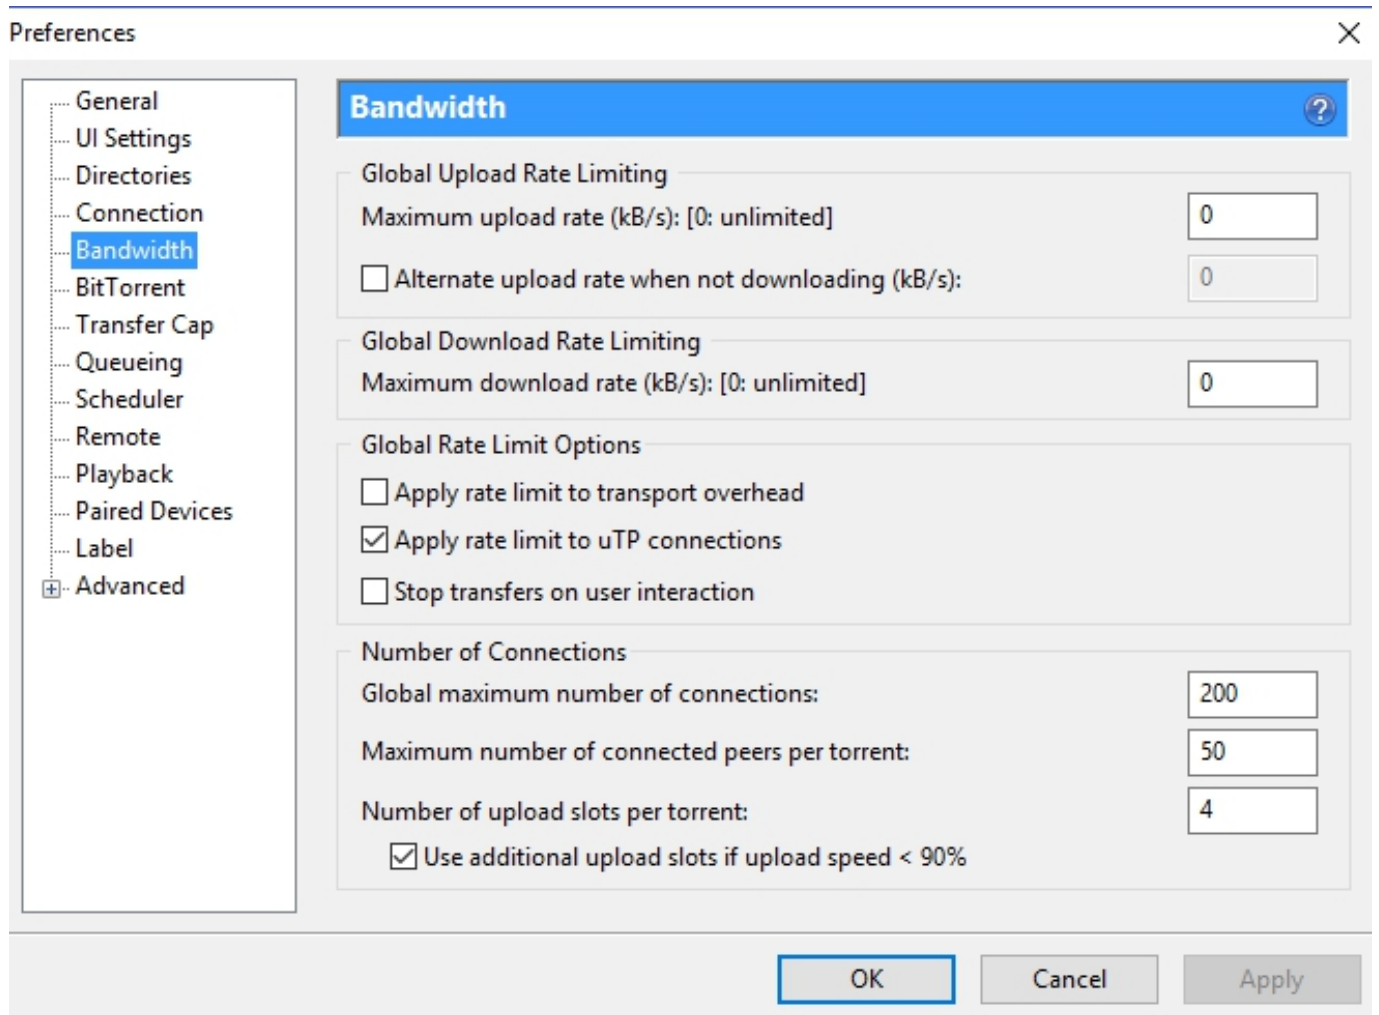 Preferences
General
UI Settings
Directories
Connection
Bandwidth
BitTorrent
Transfer Cap
Queueing
Scheduler
Remote
Playback
Paired Devices
Label
Advanced
Bandwidth
?
Global Upload Rate Limiting
Maximum upload rate (kB/s): [0: unlimited] 0
Alternate upload rate when not downloading (kB/s): 0
Global Download Rate Limiting
Maximum download rate (kB/s): [0: unlimited] 0
Global Rate Limit Options
Apply rate limit to transport overhead
Apply rate limit to uTP connections
Stop transfers on user interaction
Number of Connections
Global maximum number of connections: 200
Maximum number of connected peers per torrent: 50
Number of upload slots per torrent: 4
Use additional upload slots if upload speed < 90%
OK Cancel Apply